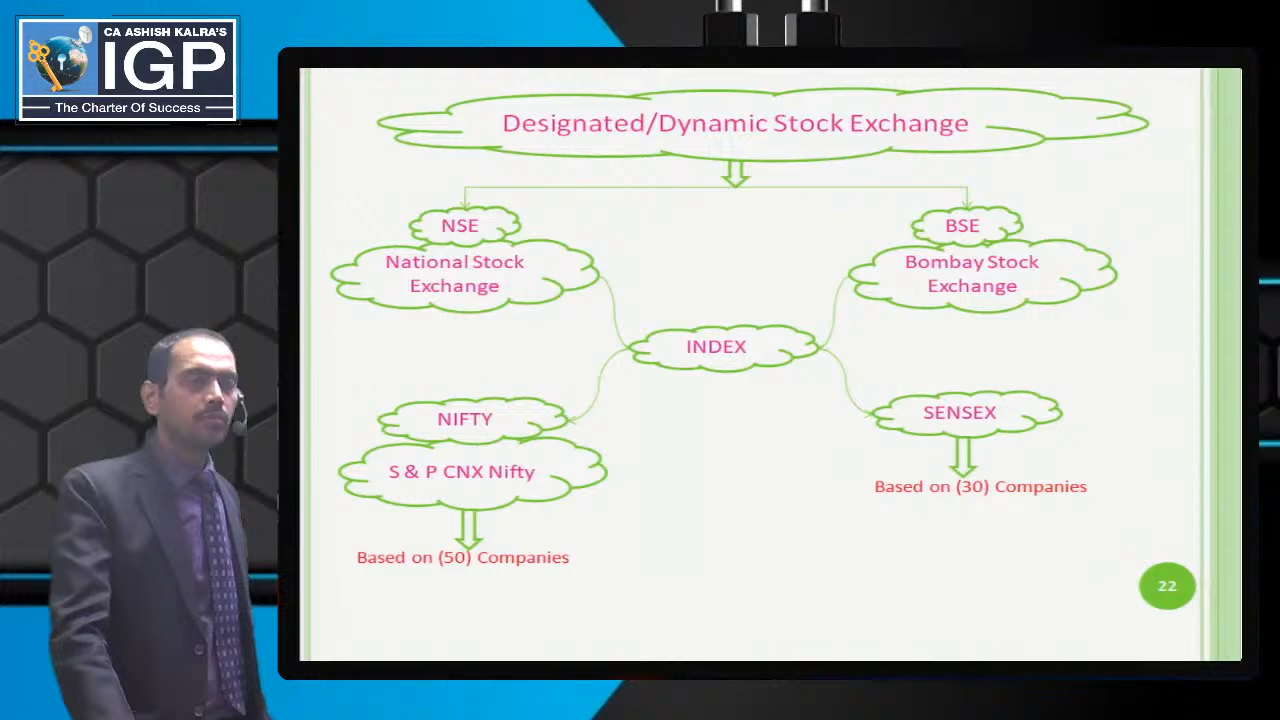 CA ASHISH KALRA'S
IGP
The Charter Of Success
Designated/Dynamic Stock Exchange
NSE
National Stock
Exchange
BSE
Bombay Stock
Exchange
INDEX
NIFTY
S & P CNX Nifty
Based on (50) Companies
SENSEX
Based on (30) Companies
22